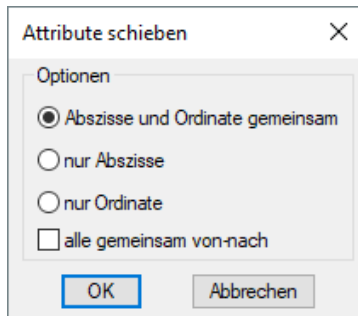 Attribute schieben
Optionen
Abszisse und Ordinate gemeinsam
nur Abszisse
nur Ordinate
alle gemeinsam von-nach
OK Abbrechen